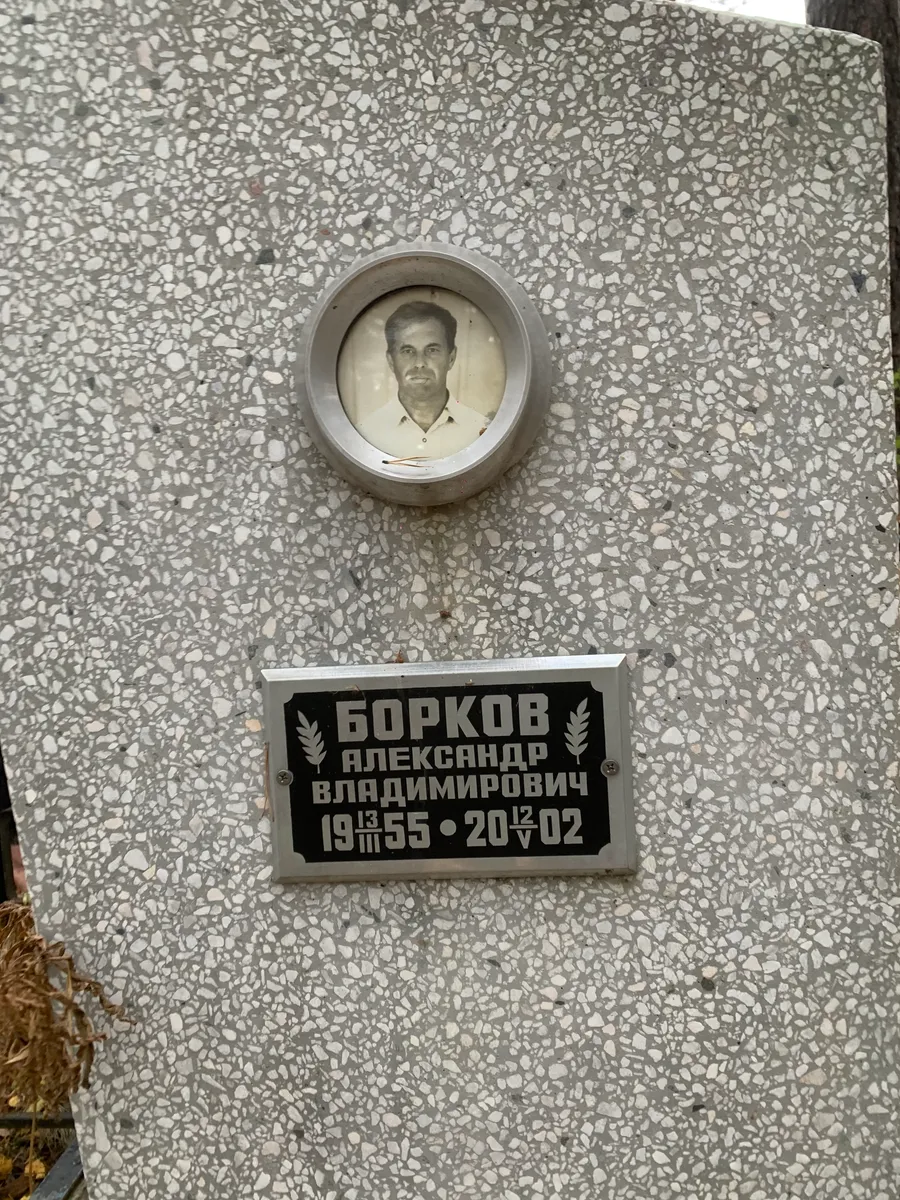 БОРКОВ
АЛЕКСАНДР
ВЛАДИМИРОВИЧ
19 13/III 55 • 20 12/V 02